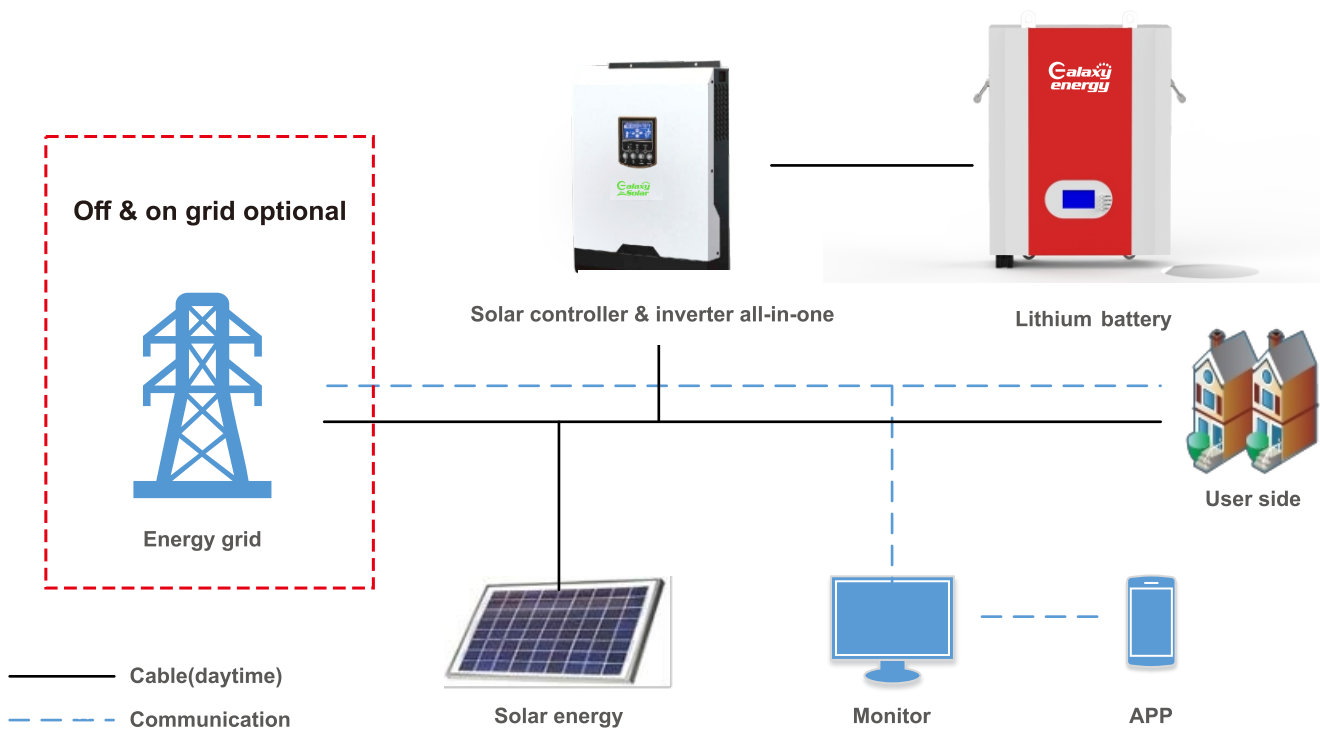 Galaxy
energy
Galaxy
Solar
Off & on grid optional
Solar controller & inverter all-in-one
Lithium battery
User side
Energy grid
Cable(daytime)
Communication
Solar energy
Monitor
APP